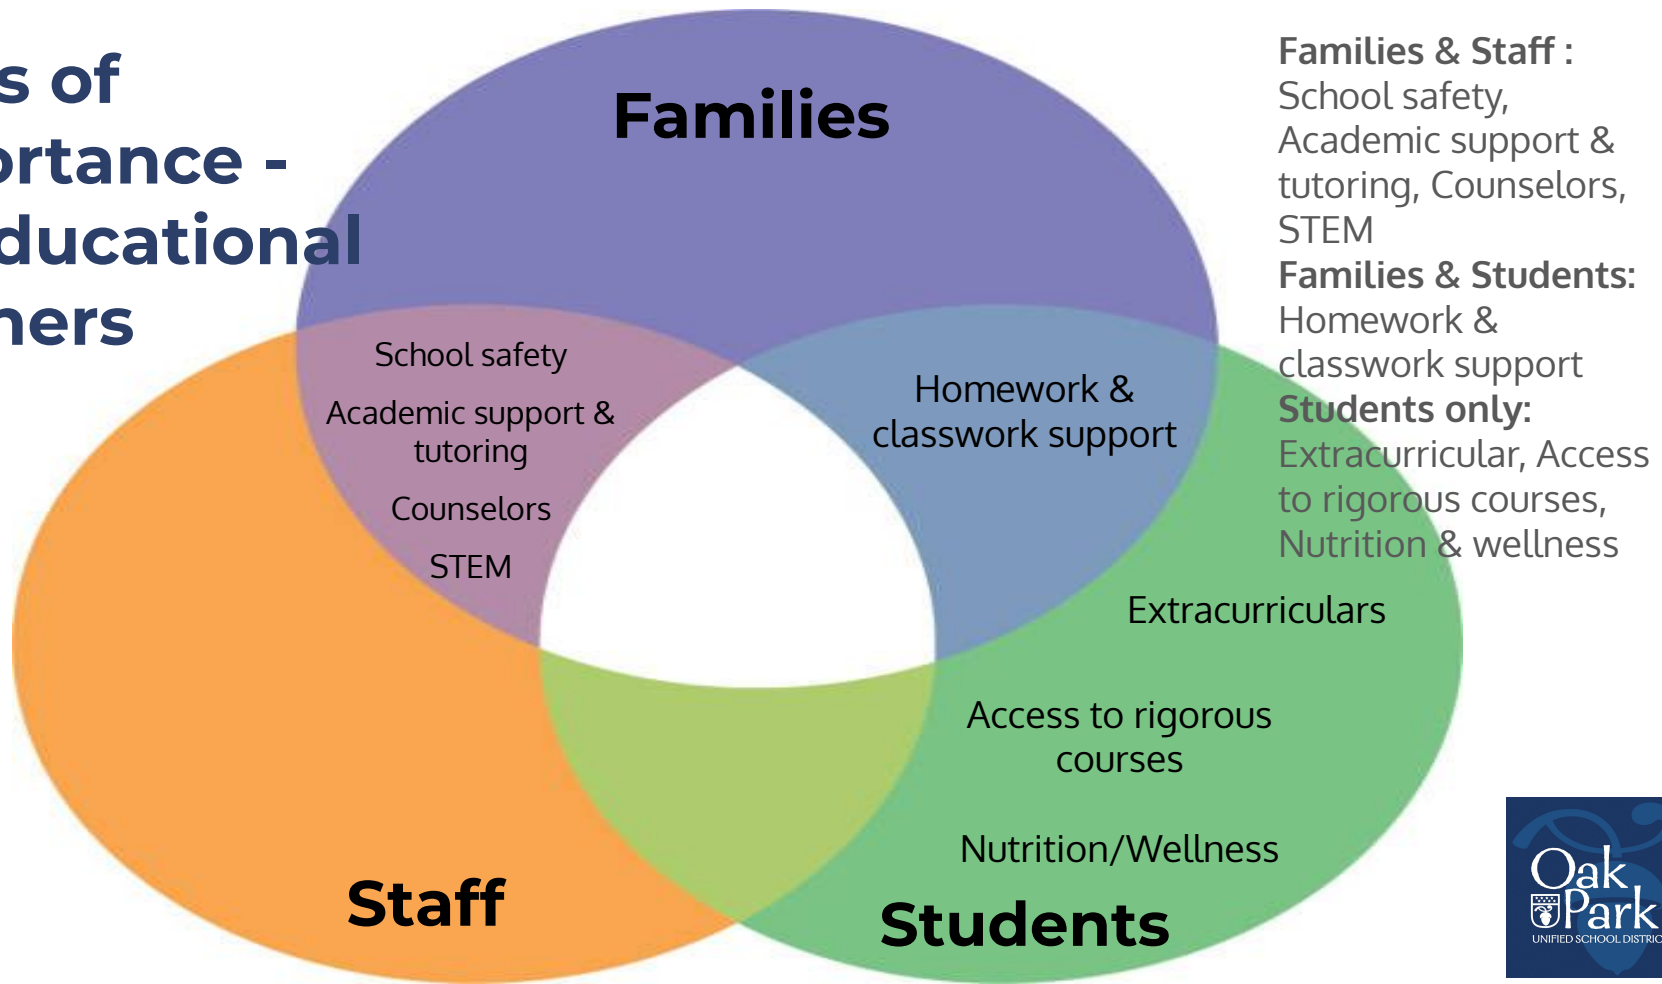 s of
ortance -
ducational
ners
Families
School safety
Academic support &
tutoring
Counselors
STEM
Homework &
classwork support
Extracurriculars
Access to rigorous
courses
Nutrition/Wellness
Staff
Students
Families & Staff :
School safety,
Academic support &
tutoring, Counselors,
STEM
Families & Students:
Homework &
classwork support
Students only:
Extracurricular, Access
to rigorous courses,
Nutrition & wellness
Oak
Park
UNIFIED SCHOOL DISTRIC